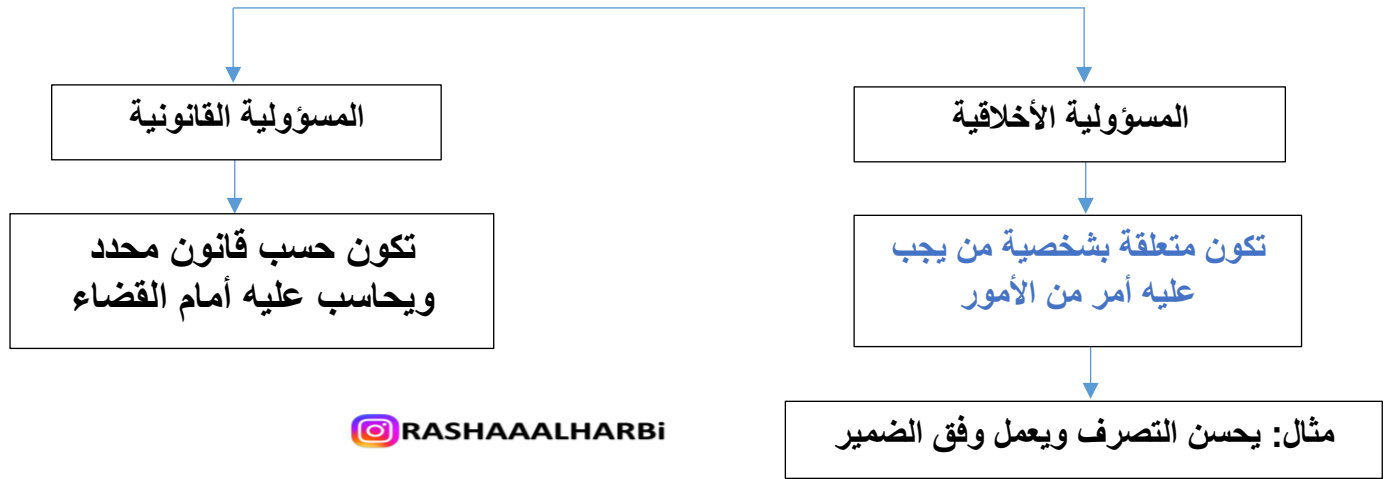 المسؤولية الأخلاقية
المسؤولية القانونية
تكون متعلقة بشخصية من يجب
عليه أمر من الأمور
تكون حسب قانون محدد
ويحاسب عليه أمام القضاء
مثال: يحسن التصرف ويعمل وفق الضمير
RASHAAALHARBi